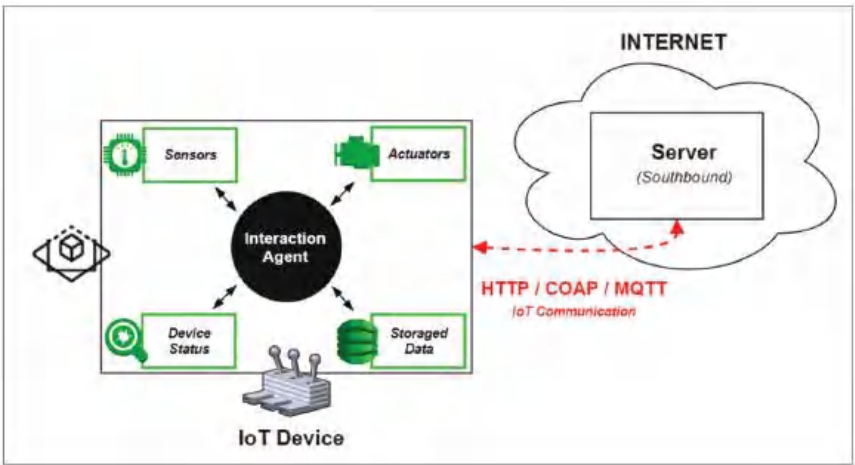 INTERNET
Server
(Southbound)
Sensors
Actuators
Interaction
Agent
HTTP / COAP / MQTT
IoT Communication
Device
Status
Storaged
Data
IoT Device